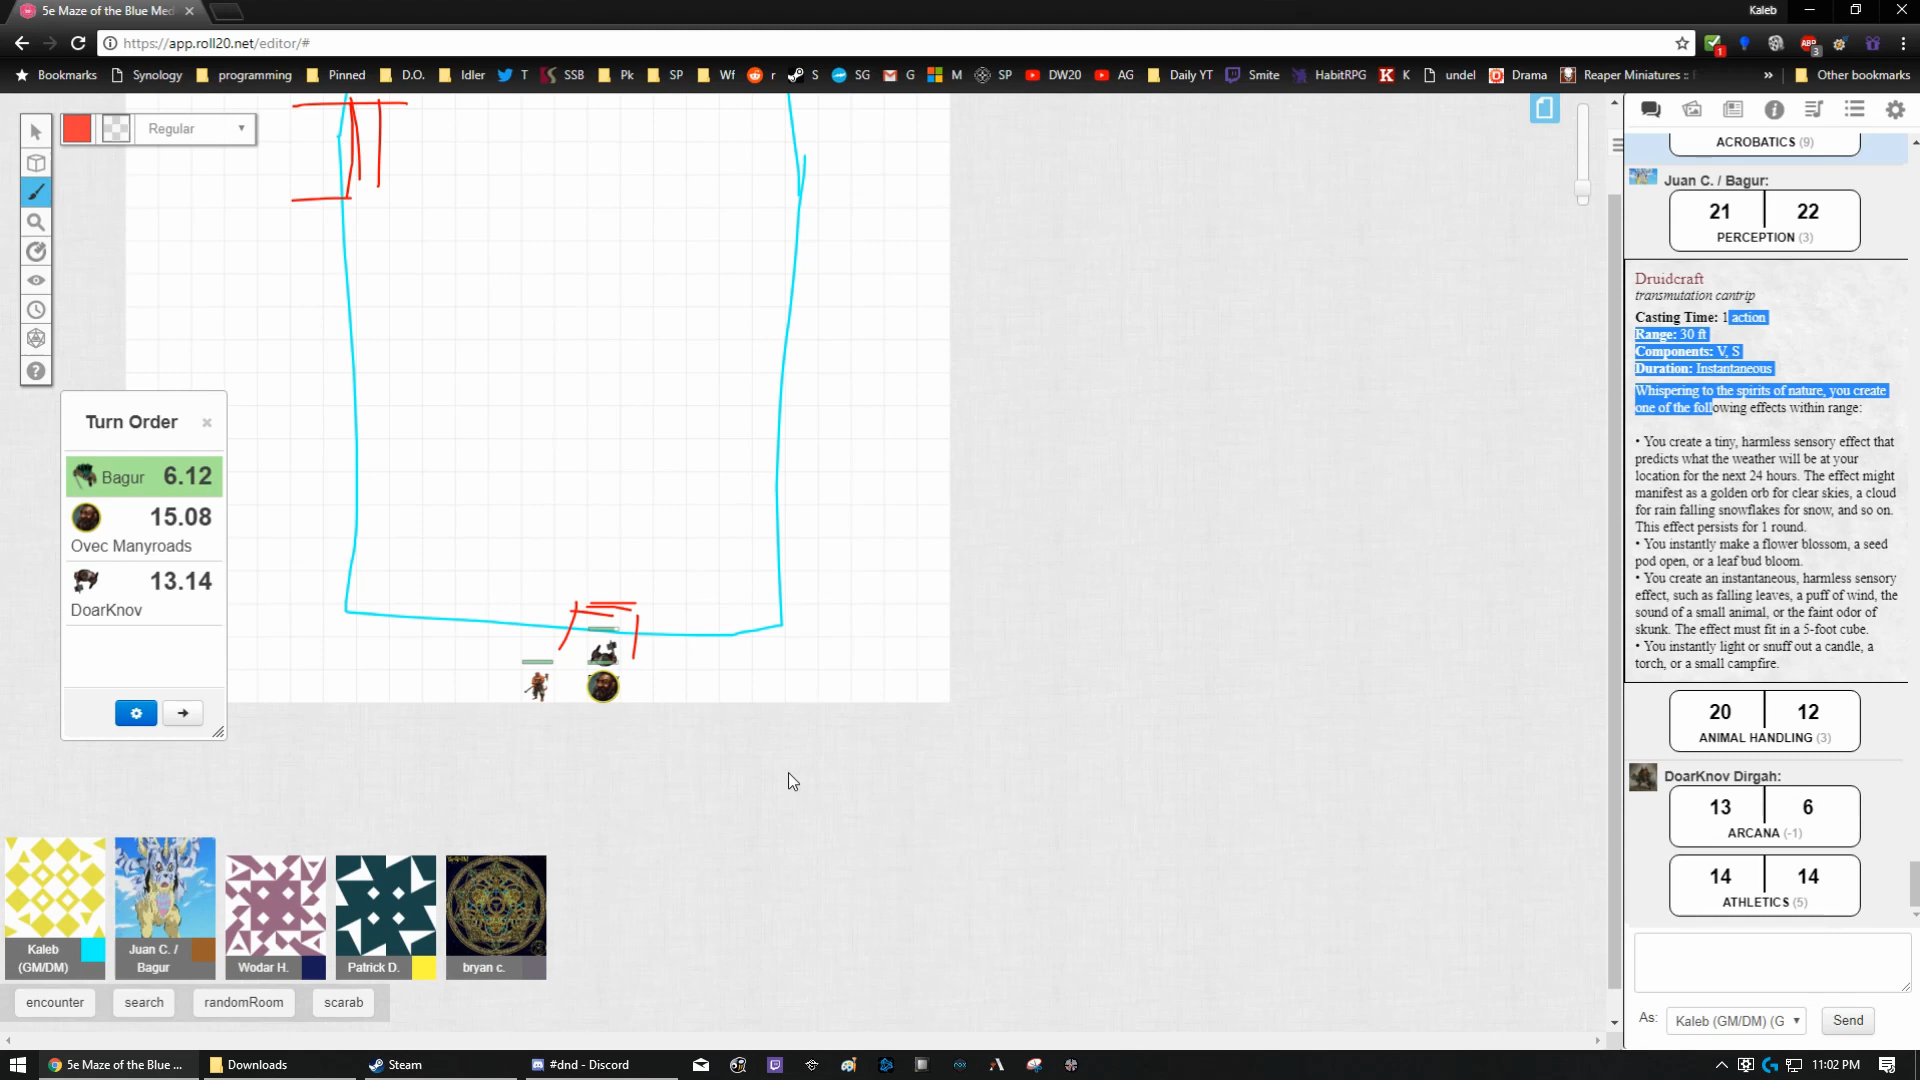 5e Maze of the Blue Med
Kaleb
https://app.roll20.net/editor/#
Bookmarks Synology programming Pinned D.O. Idler T SSB Pk SP Wf r S SG G M SP DW20 AG Daily YT Smite HabitRPG K undel Drama Reaper Miniatures :: F » Other bookmarks
Regular
ACROBATICS (9)
Juan C. / Bagur:
21 22
PERCEPTION (3)
Druidcraft
transmutation cantrip
Casting Time: 1 action
Range: 30 ft
Components: V, S
Duration: Instantaneous
Whispering to the spirits of nature, you create
one of the following effects within range:
• You create a tiny, harmless sensory effect that
predicts what the weather will be at your
location for the next 24 hours. The effect might
manifest as a golden orb for clear skies, a cloud
for rain falling snowflakes for snow, and so on.
This effect persists for 1 round.
• You instantly make a flower blossom, a seed
pod open, or a leaf bud bloom.
• You create an instantaneous, harmless sensory
effect, such as falling leaves, a puff of wind, the
sound of a small animal, or the faint odor of
skunk. The effect must fit in a 5-foot cube.
• You instantly light or snuff out a candle, a
torch, or a small campfire.
20 12
ANIMAL HANDLING (3)
DoarKnov Dirgah:
13 6
ARCANA (-1)
14 14
ATHLETICS (5)
As: Kaleb (GM/DM) (G Send
Turn Order
Bagur 6.12
15.08
Ovec Manyroads
13.14
DoarKnov
Kaleb
(GM/DM)
Juan C. /
Bagur
Wodar H.
Patrick D.
bryan c.
encounter search randomRoom scarab
5e Maze of the Blue ... Downloads Steam #dnd - Discord 11:02 PM